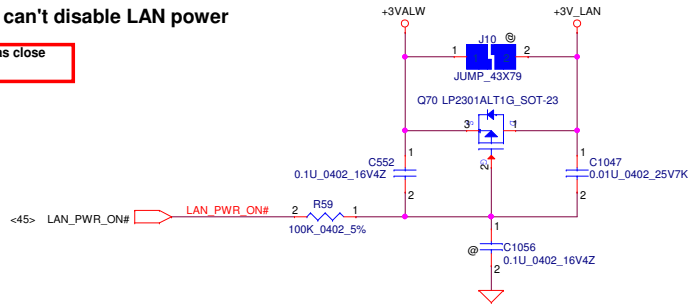 can't disable LAN power
as close
+3VALW
+3V_LAN
J10 @
1 2
JUMP_43X79
Q70 LP2301ALT1G_SOT-23
3 1
2
C552
0.1U_0402_16V4Z
1
2
C1047
0.01U_0402_25V7K
1
2
<45> LAN_PWR_ON#
LAN_PWR_ON#
2 R59 1
100K_0402_5%
1
@ C1056
0.1U_0402_16V4Z
2